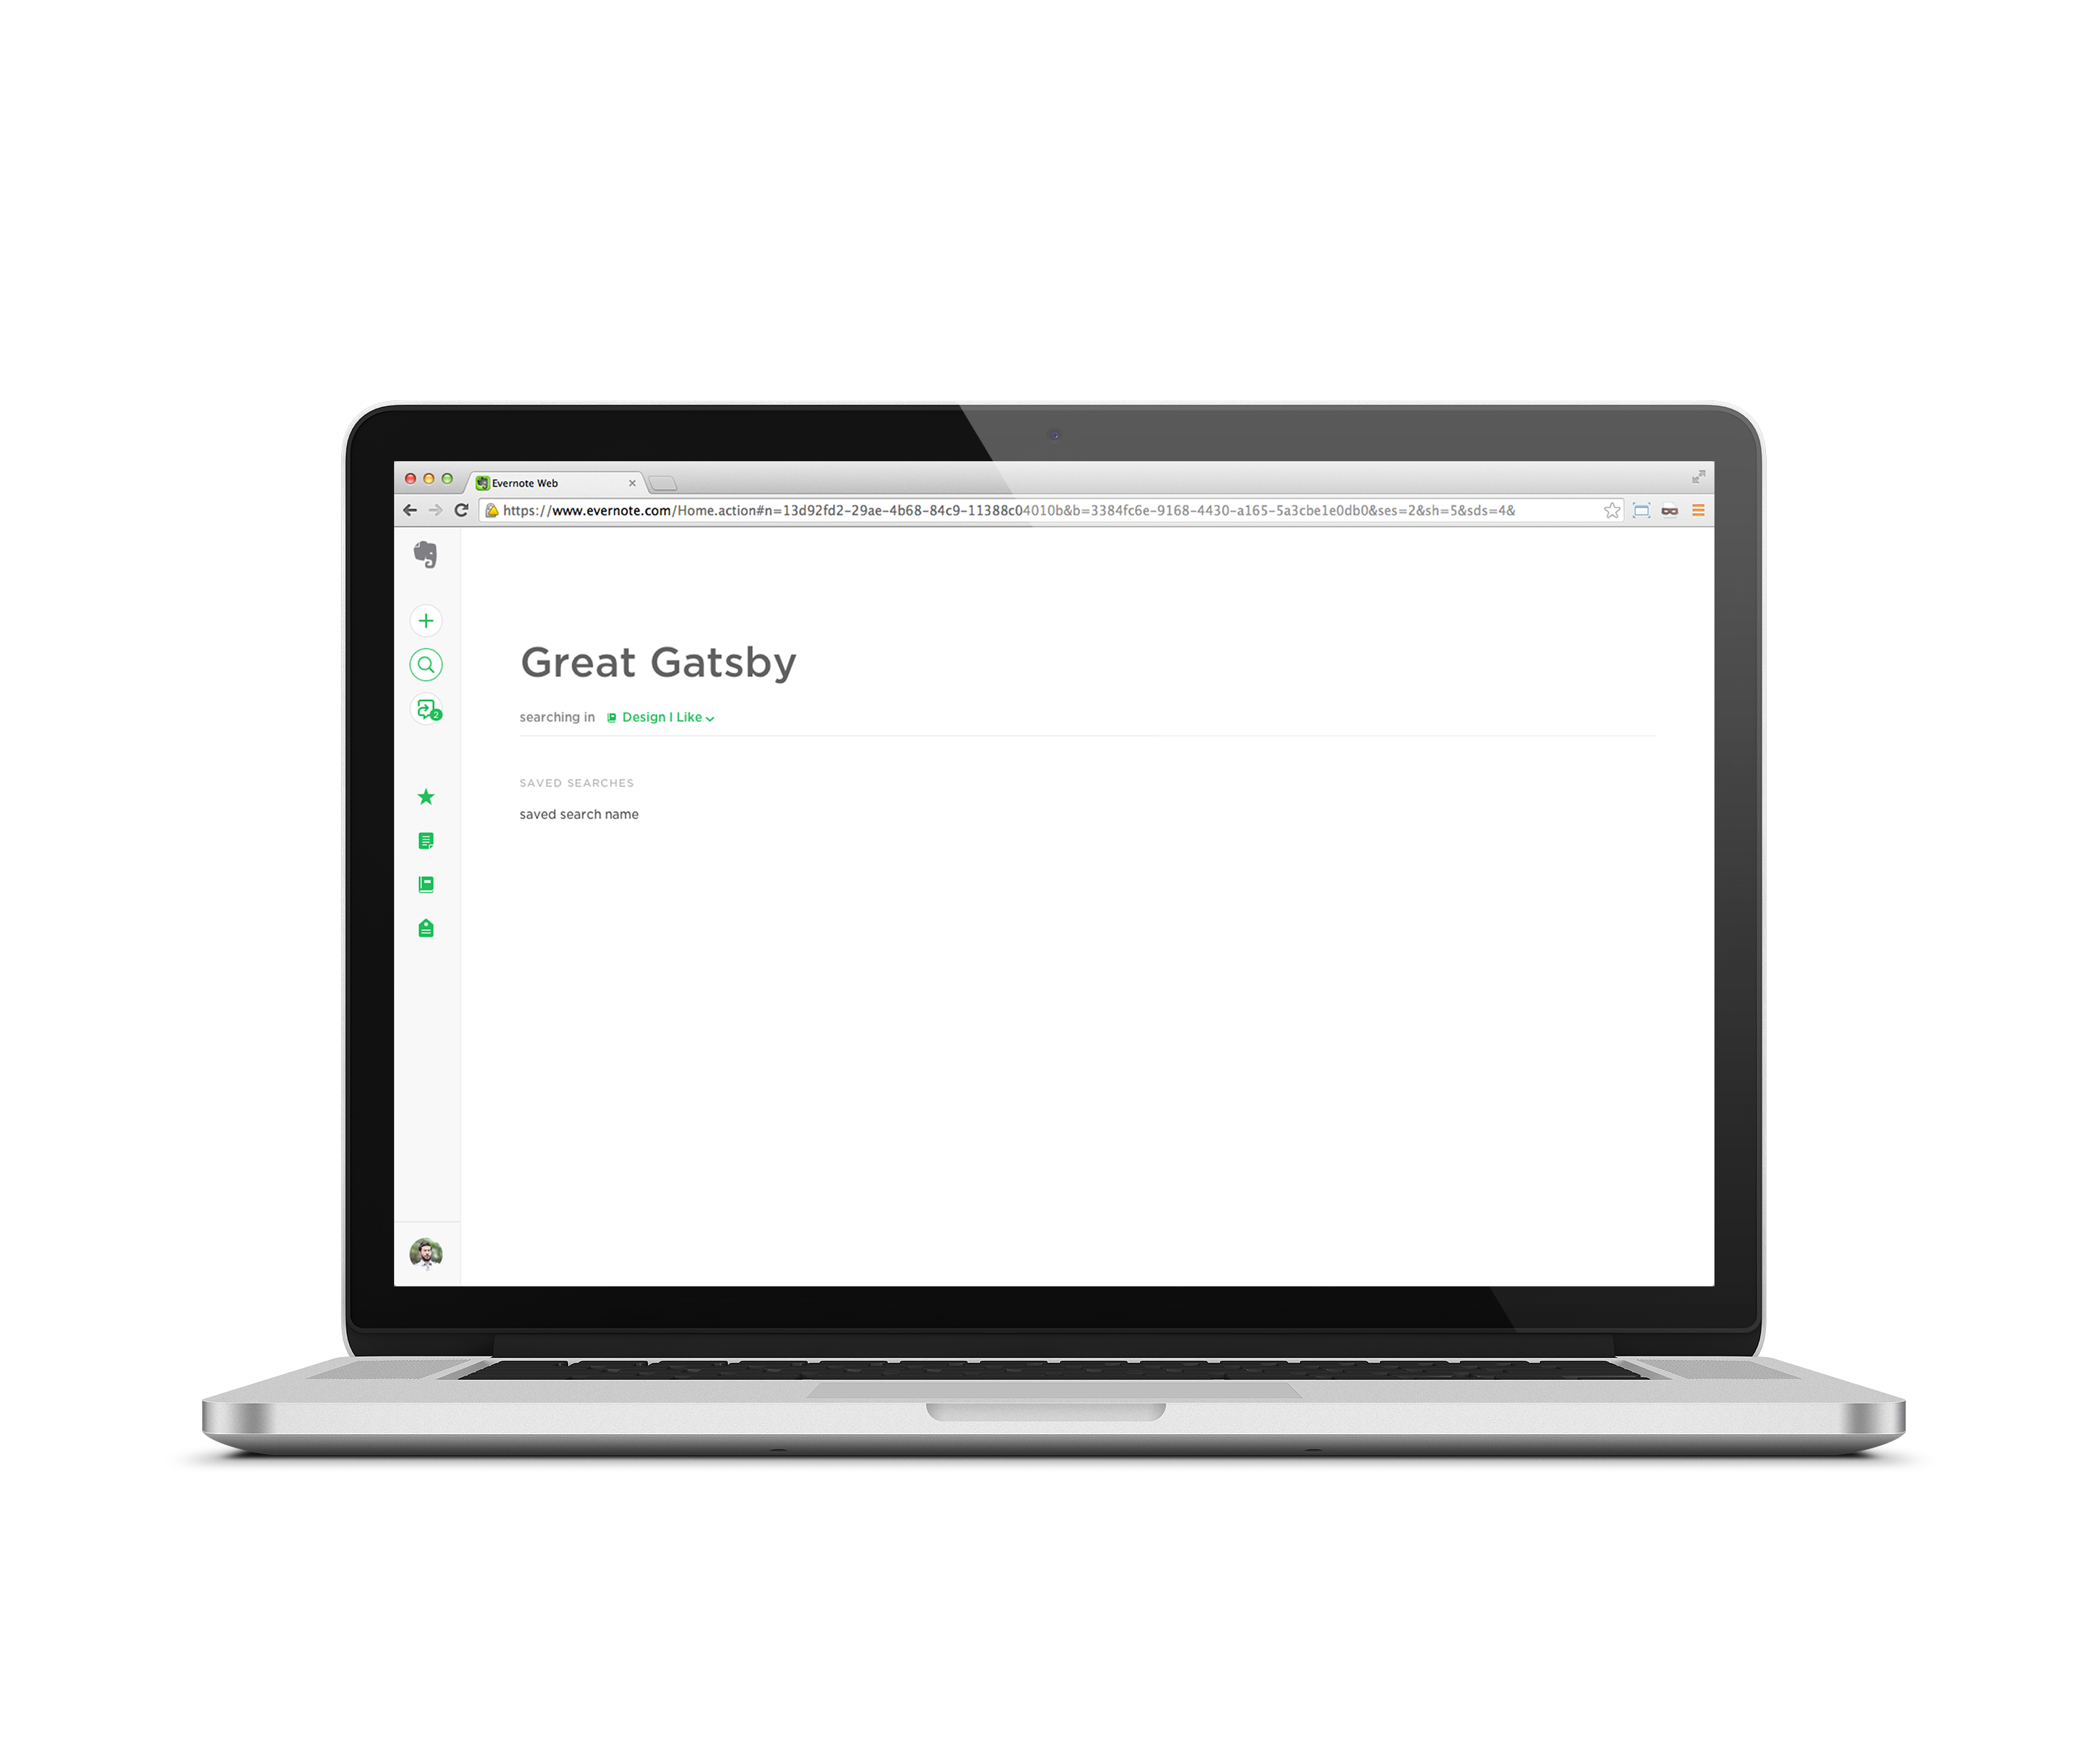 Evernote Web
https://www.evernote.com/Home.action#n=13d92fd2-29ae-4b68-84c9-11388c04010b&b=3384fc6e-9168-4430-a165-5a3cbe1e0db0&ses=2&sh=5&sds=4&
2
Great Gatsby
searching in Design I Like
SAVED SEARCHES
saved search name